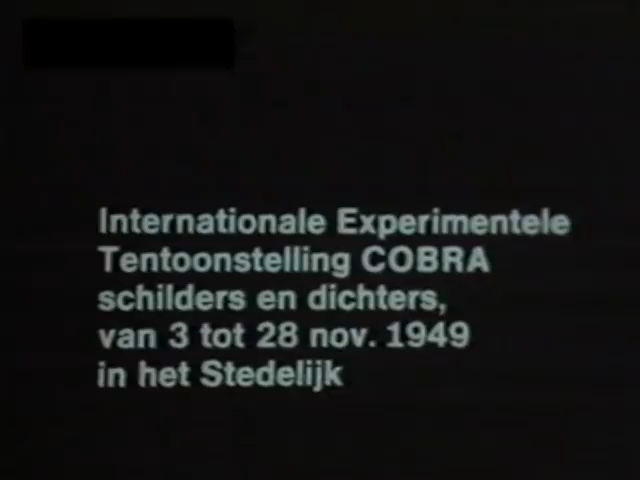 Internationale Experimentele
Tentoonstelling COBRA
schilders en dichters,
van 3 tot 28 nov. 1949
in het Stedelijk